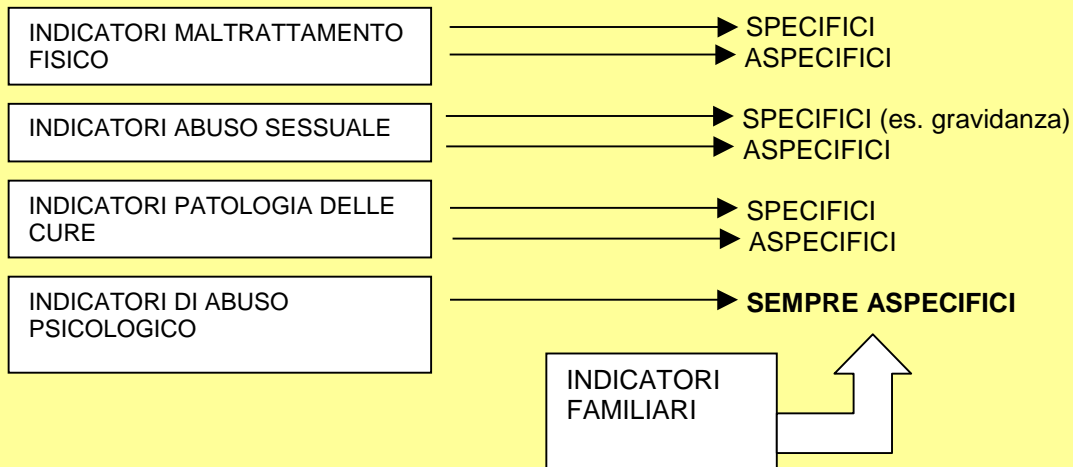 INDICATORI MALTRATTAMENTO
FISICO
SPECIFICI
ASPECIFICI
INDICATORI ABUSO SESSUALE
SPECIFICI (es. gravidanza)
ASPECIFICI
INDICATORI PATOLOGIA DELLE
CURE
SPECIFICI
ASPECIFICI
INDICATORI DI ABUSO
PSICOLOGICO
SEMPRE ASPECIFICI
INDICATORI
FAMILIARI